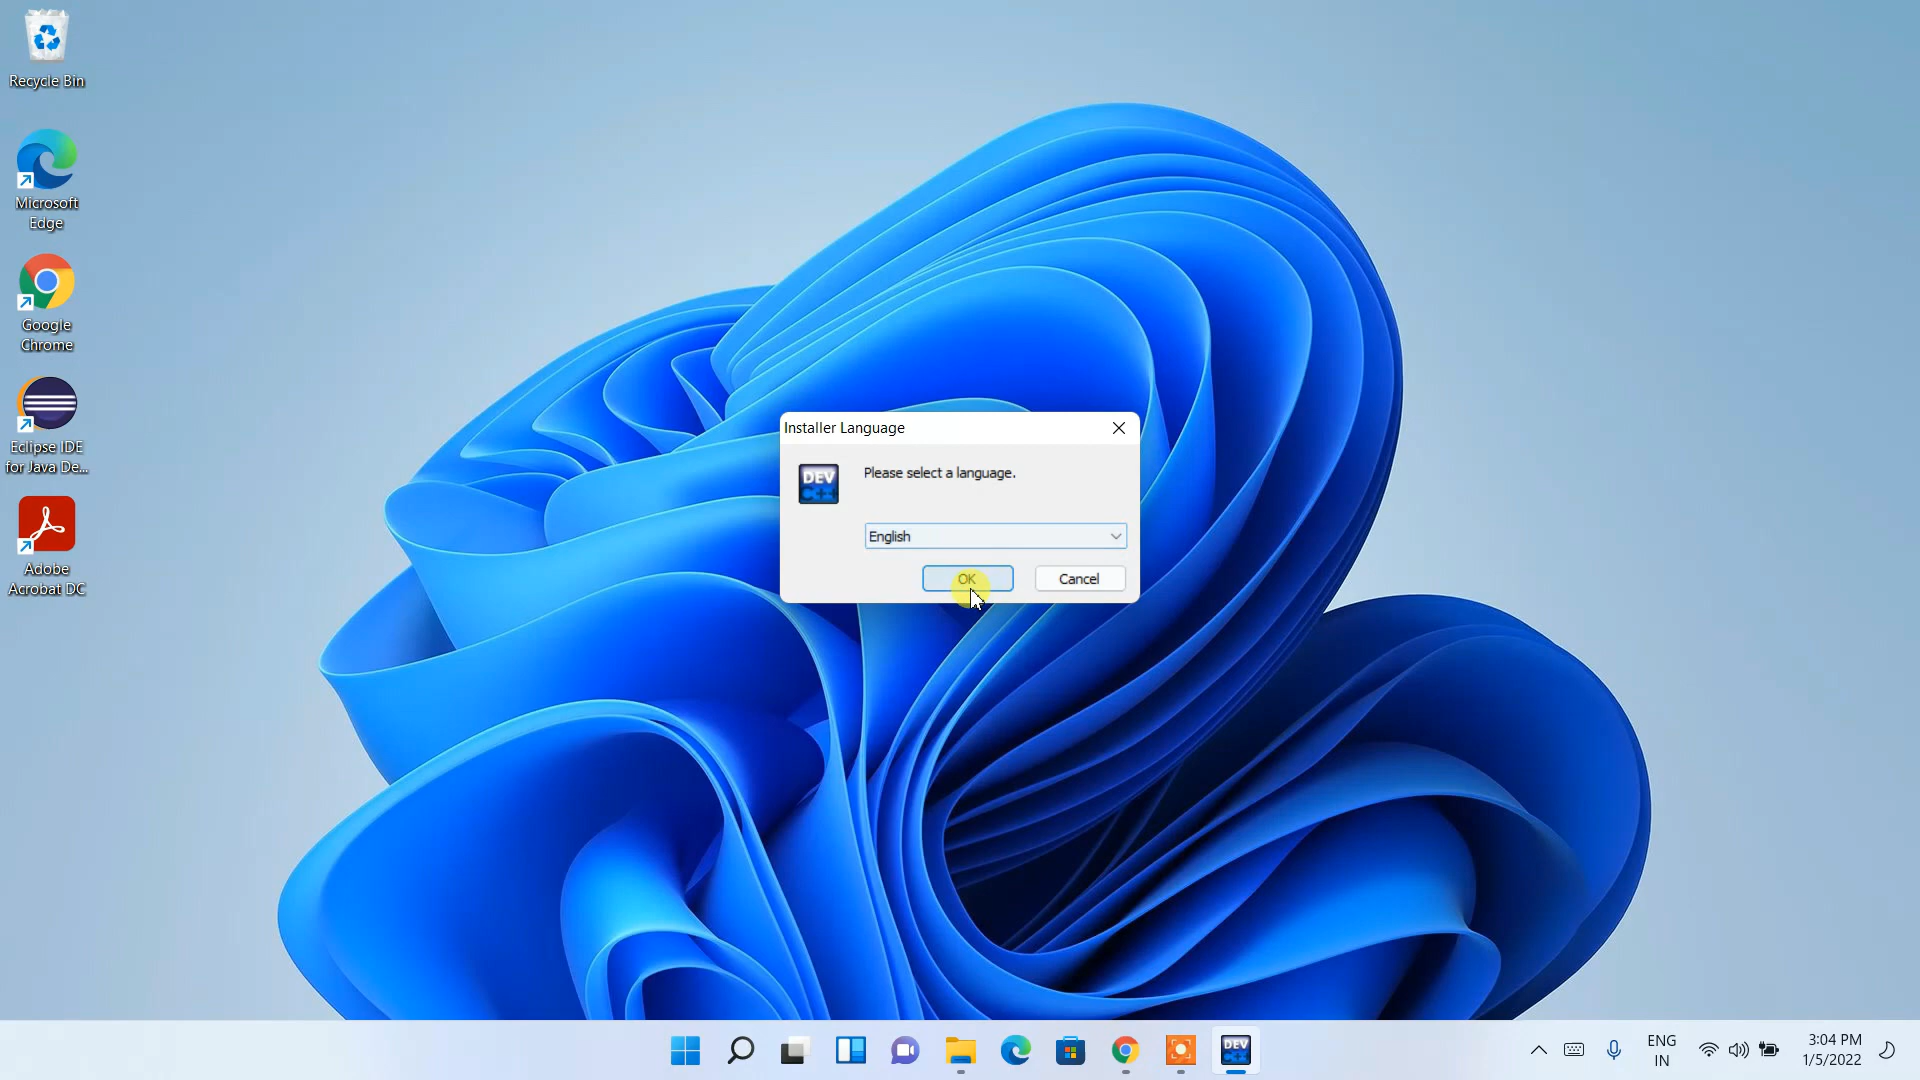 Recycle Bin
Microsoft
Edge
Google
Chrome
Eclipse IDE
for Java De...
Adobe
Acrobat DC
Installer Language
DEV
C++
Please select a language.
English
OK
Cancel
DEV
C++
ENG
IN
3:04 PM
1/5/2022